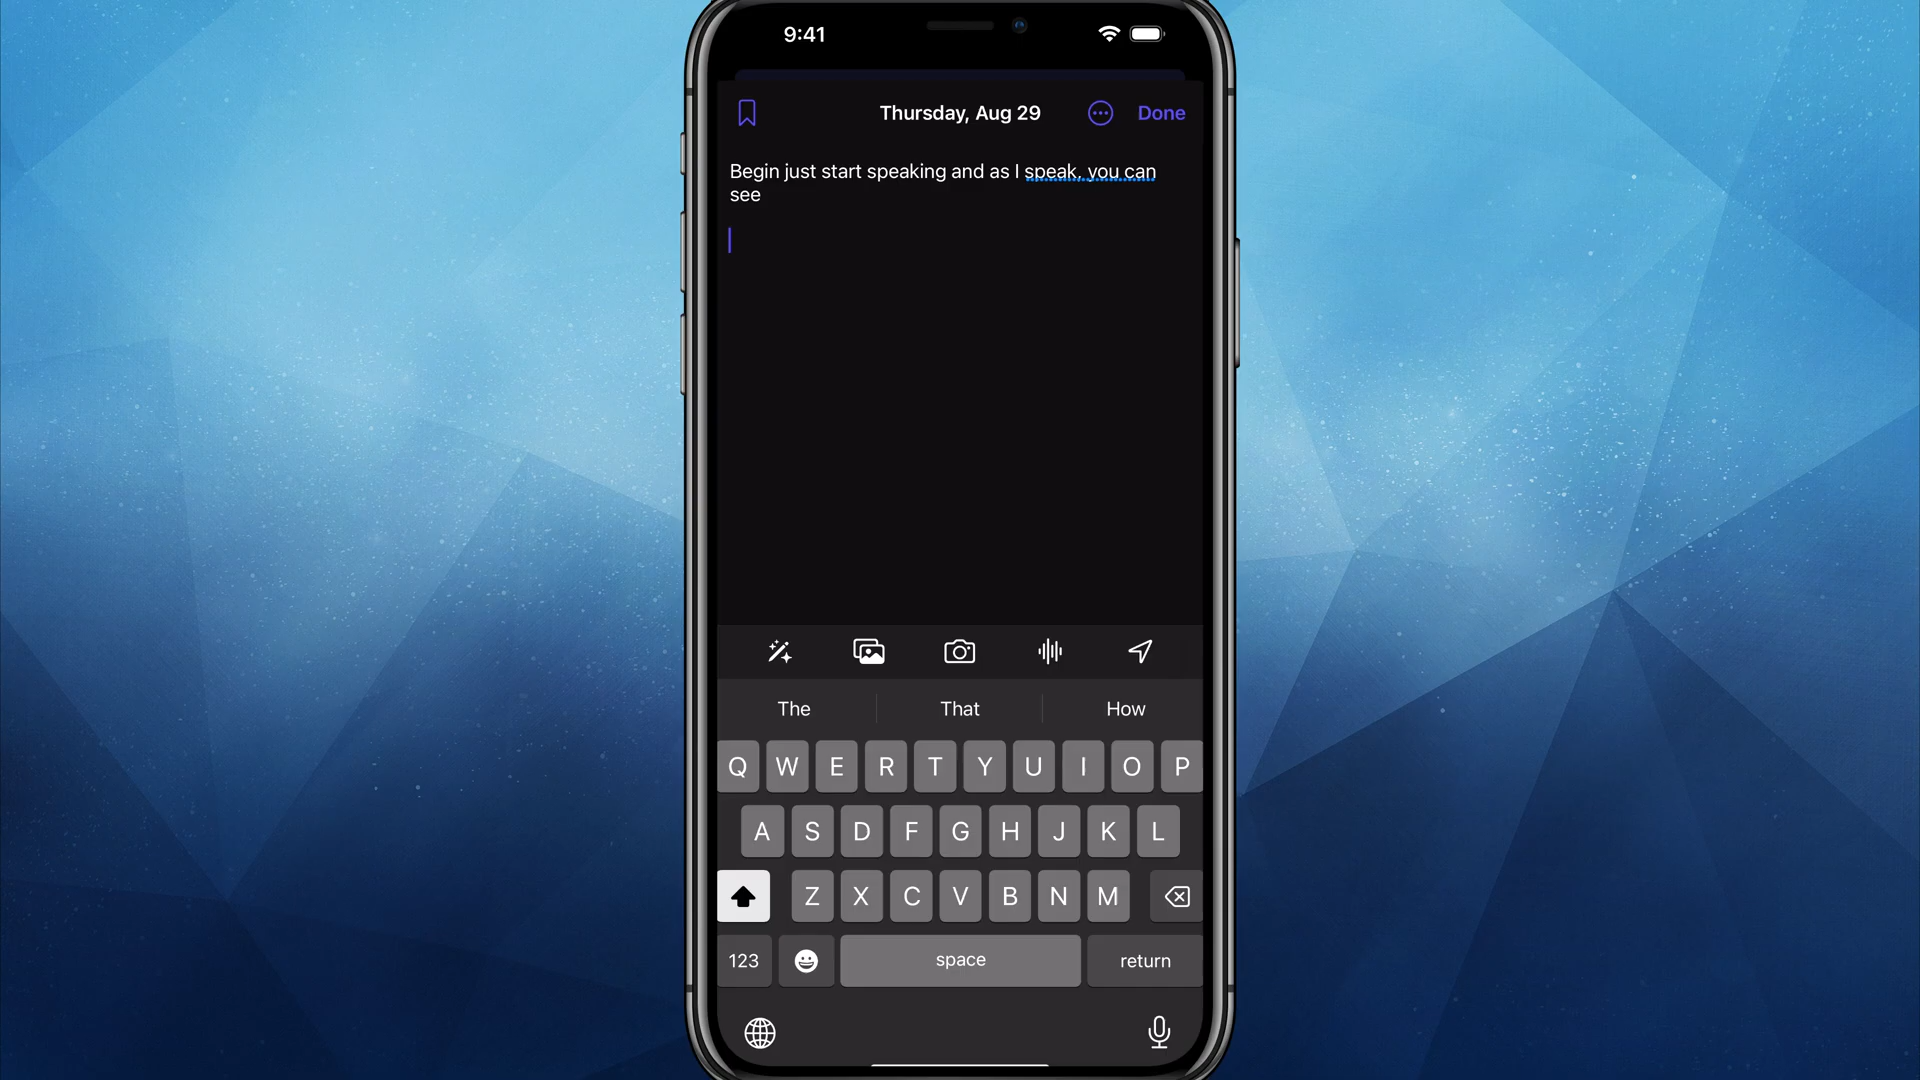 9:41
Thursday, Aug 29
Done
Begin just start speaking and as I speak, you can
see
The That How
Q W E R T Y U I O P
A S D F G H J K L
Z X C V B N M
123 space return